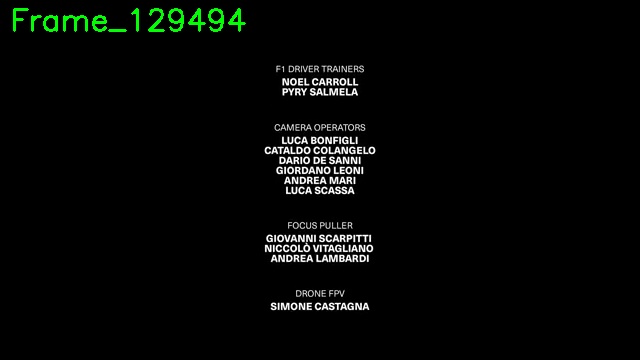 Frame_129494
F1 DRIVER TRAINERS
NOEL CARROLL
PYRY SALMELA
CAMERA OPERATORS
LUCA BONFIGLI
CATALDO COLANGELO
DARIO DE SANNI
GIORDANO LEONI
ANDREA MARI
LUCA SCASSA
FOCUS PULLER
GIOVANNI SCARPITTI
NICCOLÒ VITAGLIANO
ANDREA LAMBARDI
DRONE FPV
SIMONE CASTAGNA